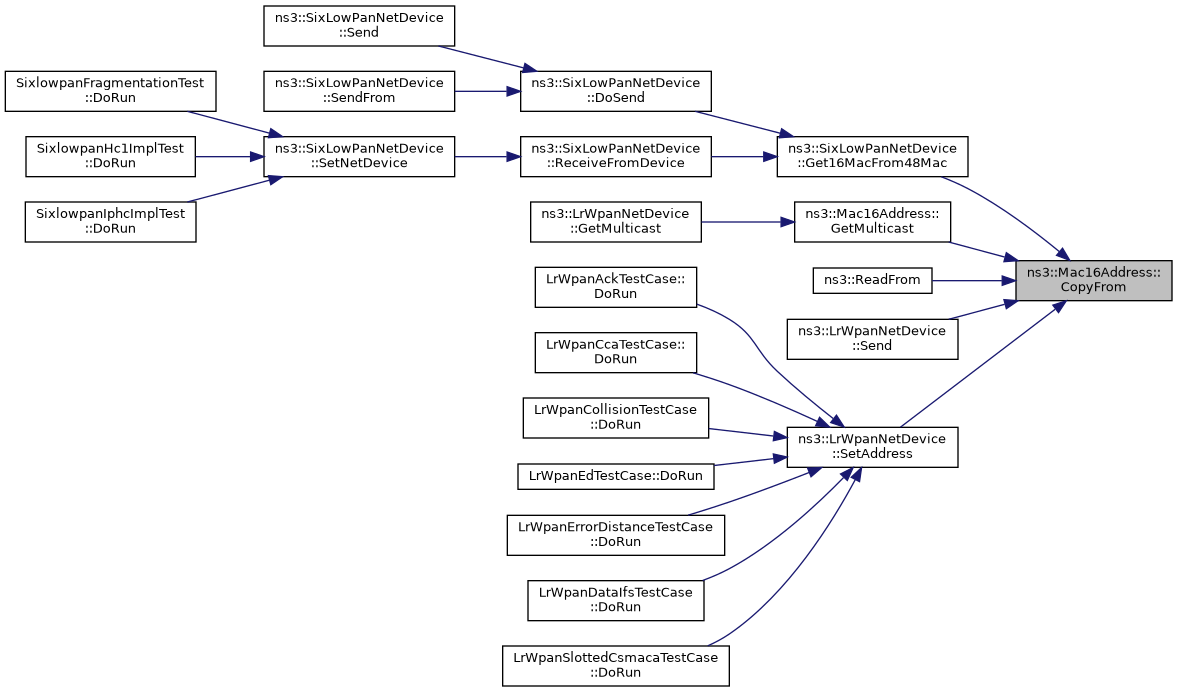 ns3::SixLowPanNetDevice
::Send
SixlowpanFragmentationTest
::DoRun
ns3::SixLowPanNetDevice
::SendFrom
ns3::SixLowPanNetDevice
::DoSend
SixlowpanHc1ImplTest
::DoRun
ns3::SixLowPanNetDevice
::SetNetDevice
ns3::SixLowPanNetDevice
::ReceiveFromDevice
ns3::SixLowPanNetDevice
::Get16MacFrom48Mac
SixlowpanIphcImplTest
::DoRun
ns3::LrWpanNetDevice
::GetMulticast
ns3::Mac16Address::
GetMulticast
ns3::Mac16Address::
CopyFrom
ns3::ReadFrom
LrWpanAckTestCase::
DoRun
ns3::LrWpanNetDevice
::Send
LrWpanCcaTestCase::
DoRun
LrWpanCollisionTestCase
::DoRun
ns3::LrWpanNetDevice
::SetAddress
LrWpanEdTestCase::DoRun
LrWpanErrorDistanceTestCase
::DoRun
LrWpanDataIfsTestCase
::DoRun
LrWpanSlottedCsmacaTestCase
::DoRun